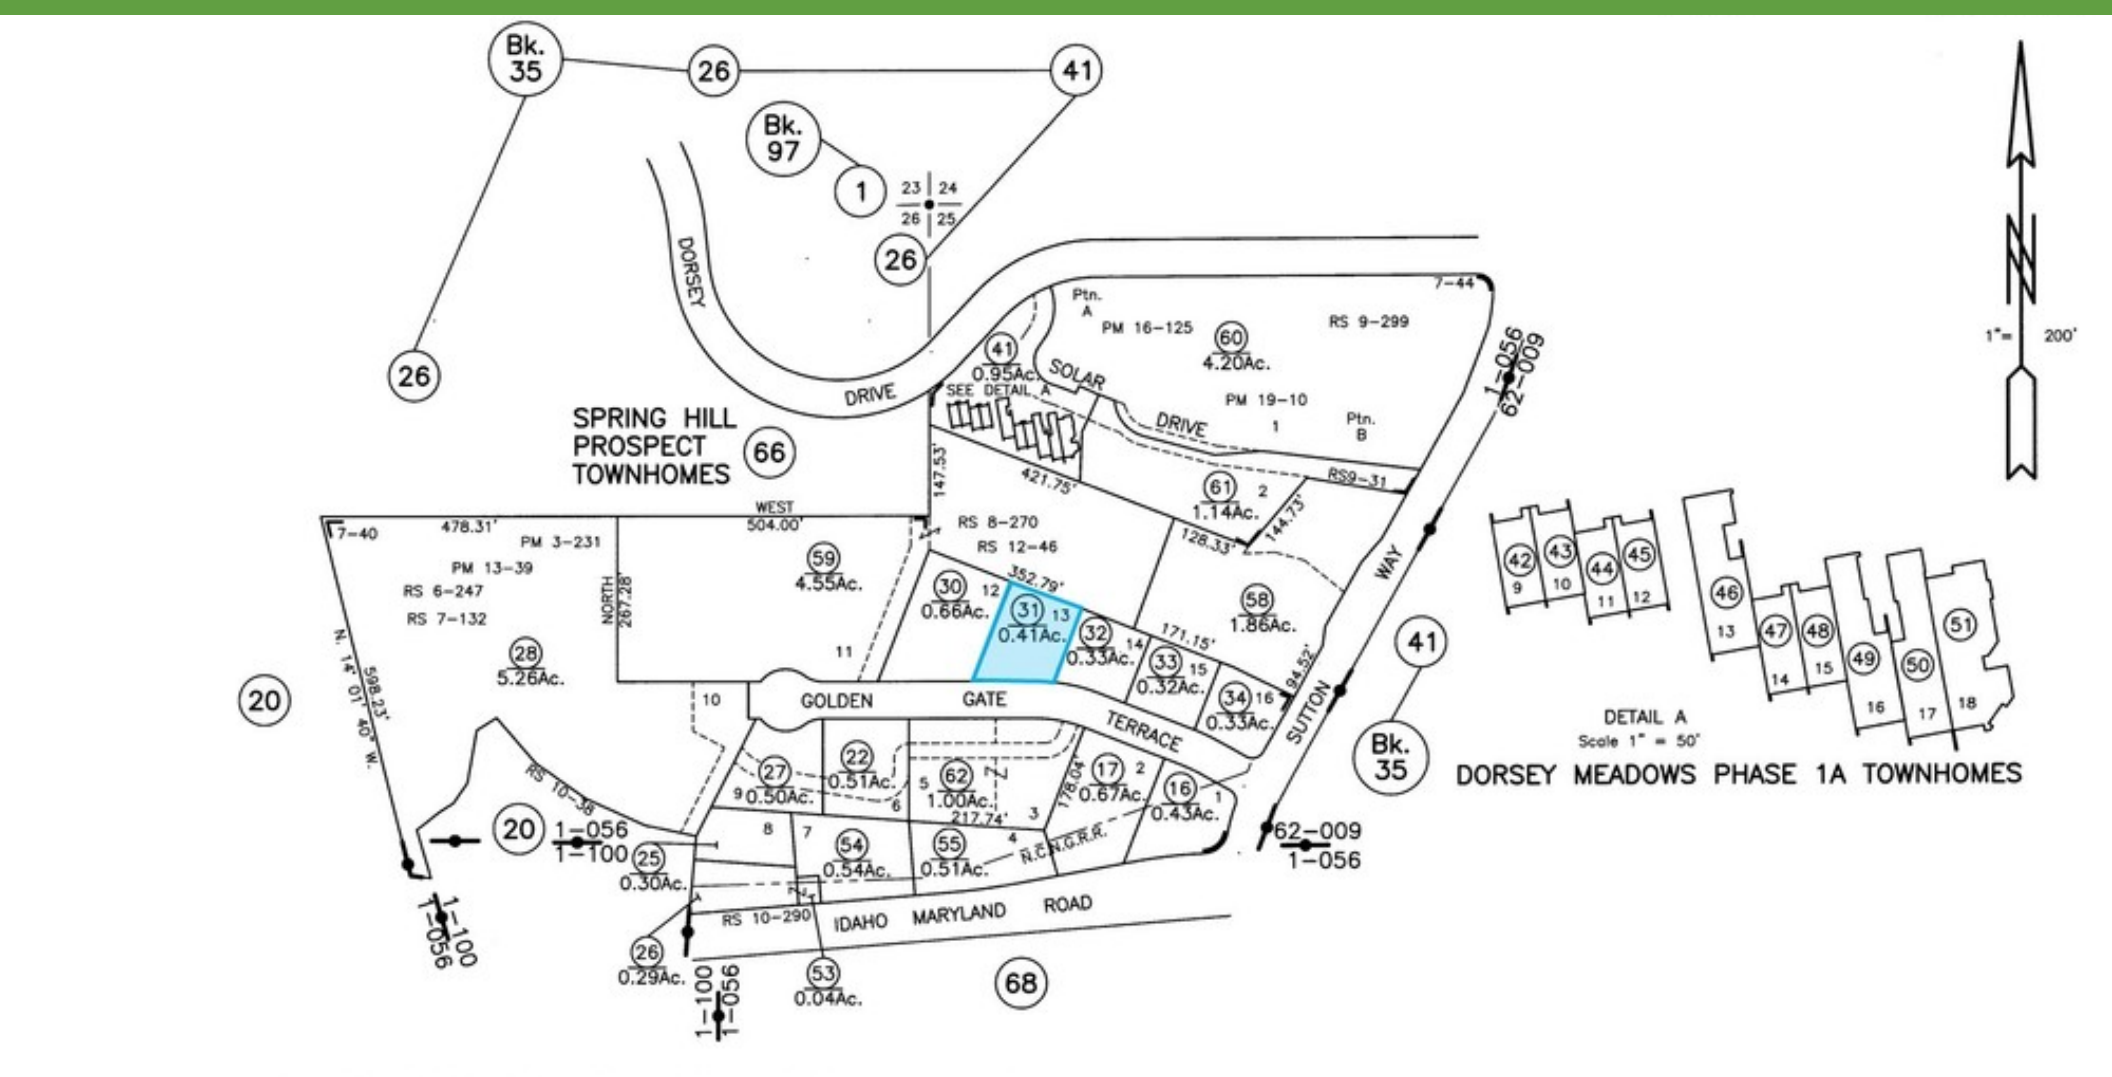 Bk.
35
26
41
Bk.
97
1
23 24
26 25
26
26
DORSEY
DRIVE
7-44
Ptn.
A
PM 16-125
RS 9-299
60
4.20Ac.
PM 19-10
1
Ptn.
B
41
0.95Ac.
SEE DETAIL A
SOLAR
DRIVE
RS9-31
1-056
62-009
1"= 200'
N
SPRING HILL
PROSPECT
TOWNHOMES
66
147.53'
421.75'
61
2
1.14Ac.
144.73'
128.33'
WEST
504.00'
478.31'
7-40
PM 3-231
PM 13-39
RS 6-247
RS 7-132
NORTH
267.28'
59
4.55Ac.
RS 8-270
RS 12-46
352.79'
30
12
0.66Ac.
31
13
0.41Ac.
32
14
0.33Ac.
171.15'
33
15
0.32Ac.
34
16
0.33Ac.
58
1.86Ac.
94.52'
SUTTON
WAY
28
5.26Ac.
N. 14° 01' 40" W.
598.23'
20
11
10
GOLDEN
GATE
TERRACE
41
Bk.
35
42
9
43
10
44
11
45
12
46
13
47
14
48
15
49
16
50
17
51
18
DETAIL A
Scale 1" = 50'
DORSEY MEADOWS PHASE 1A TOWNHOMES
27
9
0.50Ac.
22
0.51Ac.
6
5
62
1.00Ac.
217.74'
3
178.04'
17
2
0.67Ac.
16
1
0.43Ac.
N.C.N.G.R.R.
RS 10-38
20
1-056
1-100
8
7
54
0.54Ac.
55
4
0.51Ac.
25
0.30Ac.
62-009
1-056
RS 10-290
IDAHO MARYLAND ROAD
26
0.29Ac.
53
0.04Ac.
68
1-100
1-056
1-100
1-056